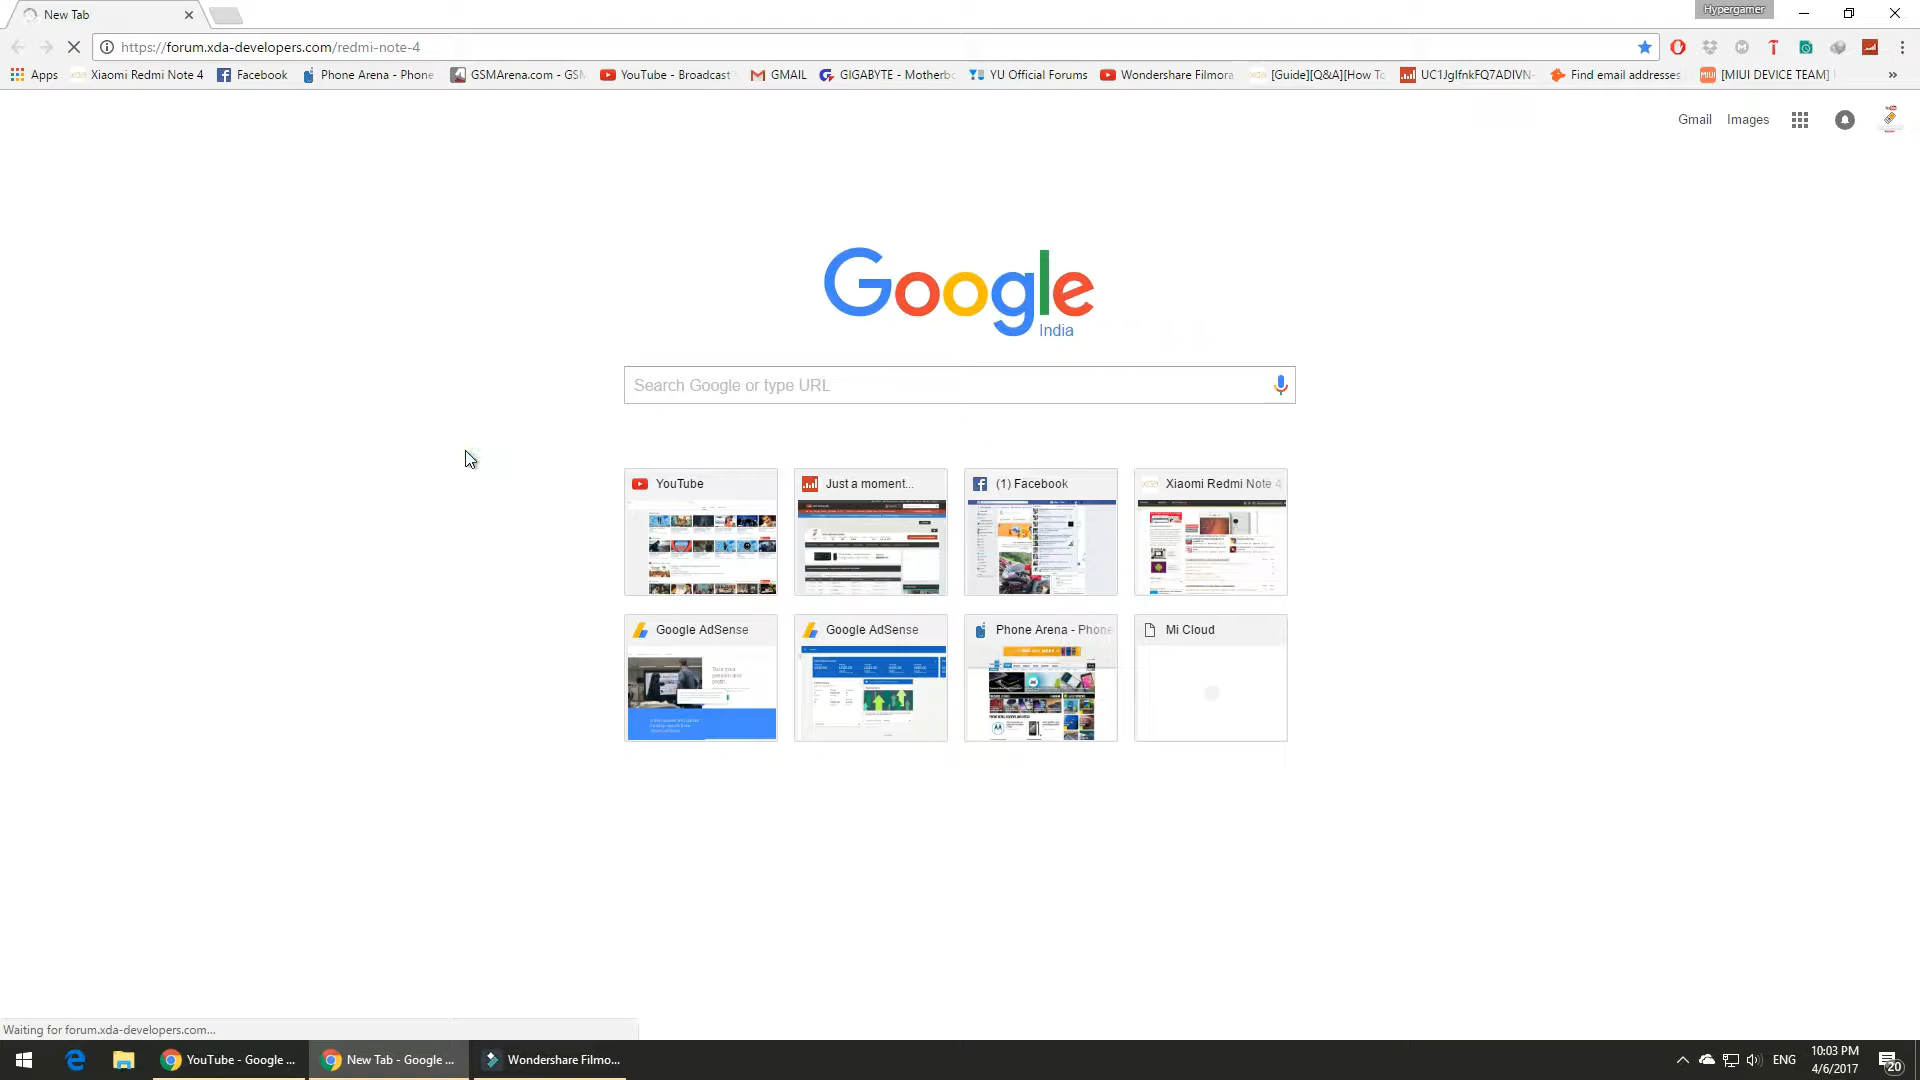 New Tab
Hypergamer
https://forum.xda-developers.com/redmi-note-4
Apps
Xiaomi Redmi Note 4
Facebook
Phone Arena - Phone
GSMArena.com - GSM
YouTube - Broadcast
GMAIL
GIGABYTE - Motherbo
YU Official Forums
Wondershare Filmora
[Guide][Q&A][How To
UC1JgIfnkFQ7ADIVN-
Find email addresses
[MIUI DEVICE TEAM]
»
Gmail
Images
Google
India
Search Google or type URL
YouTube
Just a moment...
(1) Facebook
Xiaomi Redmi Note 4
Google AdSense
Google AdSense
Phone Arena - Phone
Mi Cloud
Waiting for forum.xda-developers.com...
YouTube - Google ...
New Tab - Google ...
Wondershare Filmo...
ENG
10:03 PM
4/6/2017
20